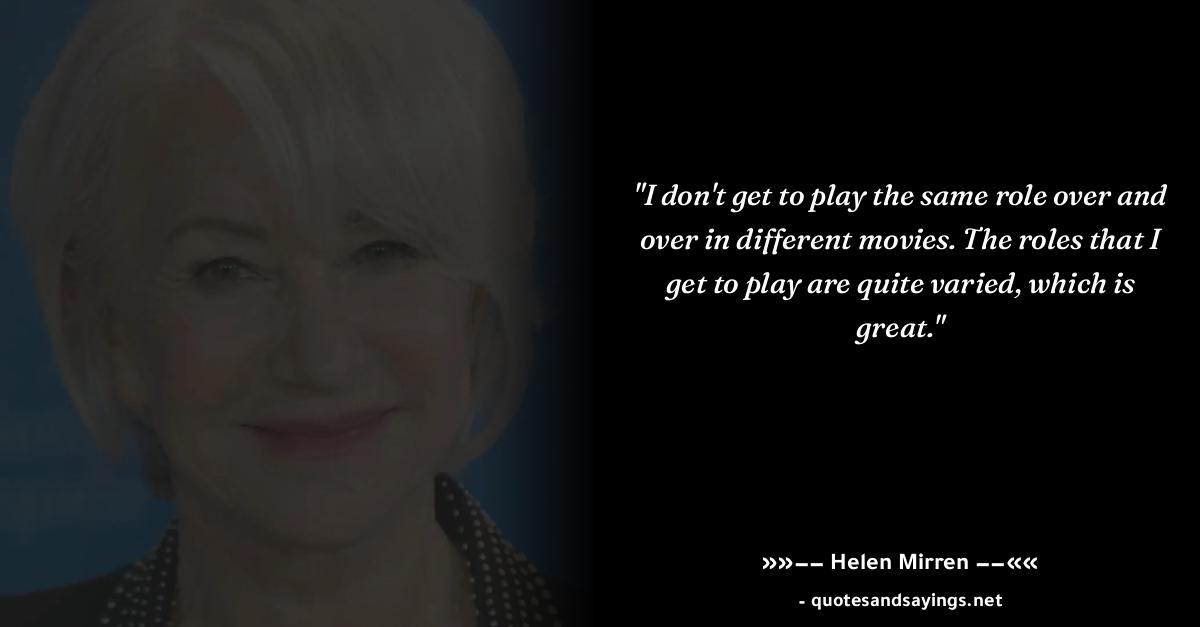 "I don't get to play the same role over and
over in different movies. The roles that I
get to play are quite varied, which is
great."
»»–– Helen Mirren ––««
- quotesandsayings.net